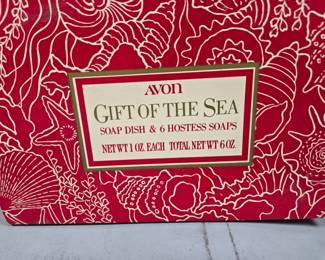 AVON
GIFT OF THE SEA
SOAP DISH & 6 HOSTESS SOAPS
NET WT 1 OZ. EACH TOTAL NET WT 6 OZ.